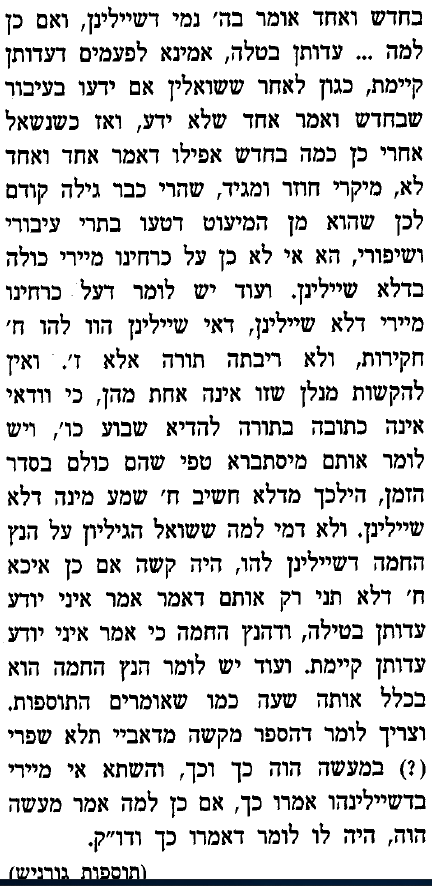 בחדש ואחד אומר בה׳ נמי דשיילינן, ואם כן
למה ... עדותן בטלה, אמינא לפעמים דעדותן
קיימת, כגון לאחר ששואלין אם ידעו בעיבור
שבחדש ואמר אחד שלא ידע, ואז כשנשאל
אחרי כן כמה בחדש אפילו דאמר אחד ואחד
לא, מיקרי חוזר ומגיד, שהרי כבר גילה קודם
לכן שהוא מן המיעוט דטעו בתרי עיבורי
ושיפורי, הא אי לא כן על כרחינו מיירי כולה
בדלא שיילינן. ועוד יש לומר דעל כרחינו
מיירי דלא שיילינן, דאי שיילינן הוו להו ח׳
חקירות, ולא ריבתה תורה אלא ז׳. ואין
להקשות מנלן שזו אינה אחת מהן, כי וודאי
אינה כתובה בתורה להדיא שבוע כו׳, ויש
לומר אותם מיסתברא טפי שהם כולם בסדר
הזמן, הילכך מדלא חשיב ח׳ שמע מינה דלא
שיילינן. ולא דמי למה ששואל הגיליון על הנץ
החמה דשיילינן להו, היה קשה אם כן איכא
ח׳ דלא תני רק אותם דאמר אמר איני יודע
עדותן בטילה, ודהנץ החמה כי אמר איני יודע
עדותן קיימת. ועוד יש לומר הנץ החמה הוא
בכלל אותה שעה כמו שאומרים התוספות.
וצריך לומר דהספר מקשה מדאביי תלא שפרי
(?) במעשה הוה כך וכך, והשתא אי מיירי
בדשיילינהו אמרו כך, אם כן למה אמר מעשה
הוה, היה לו לומר דאמרו כך ודו״ק.
(תוספות גורניש)